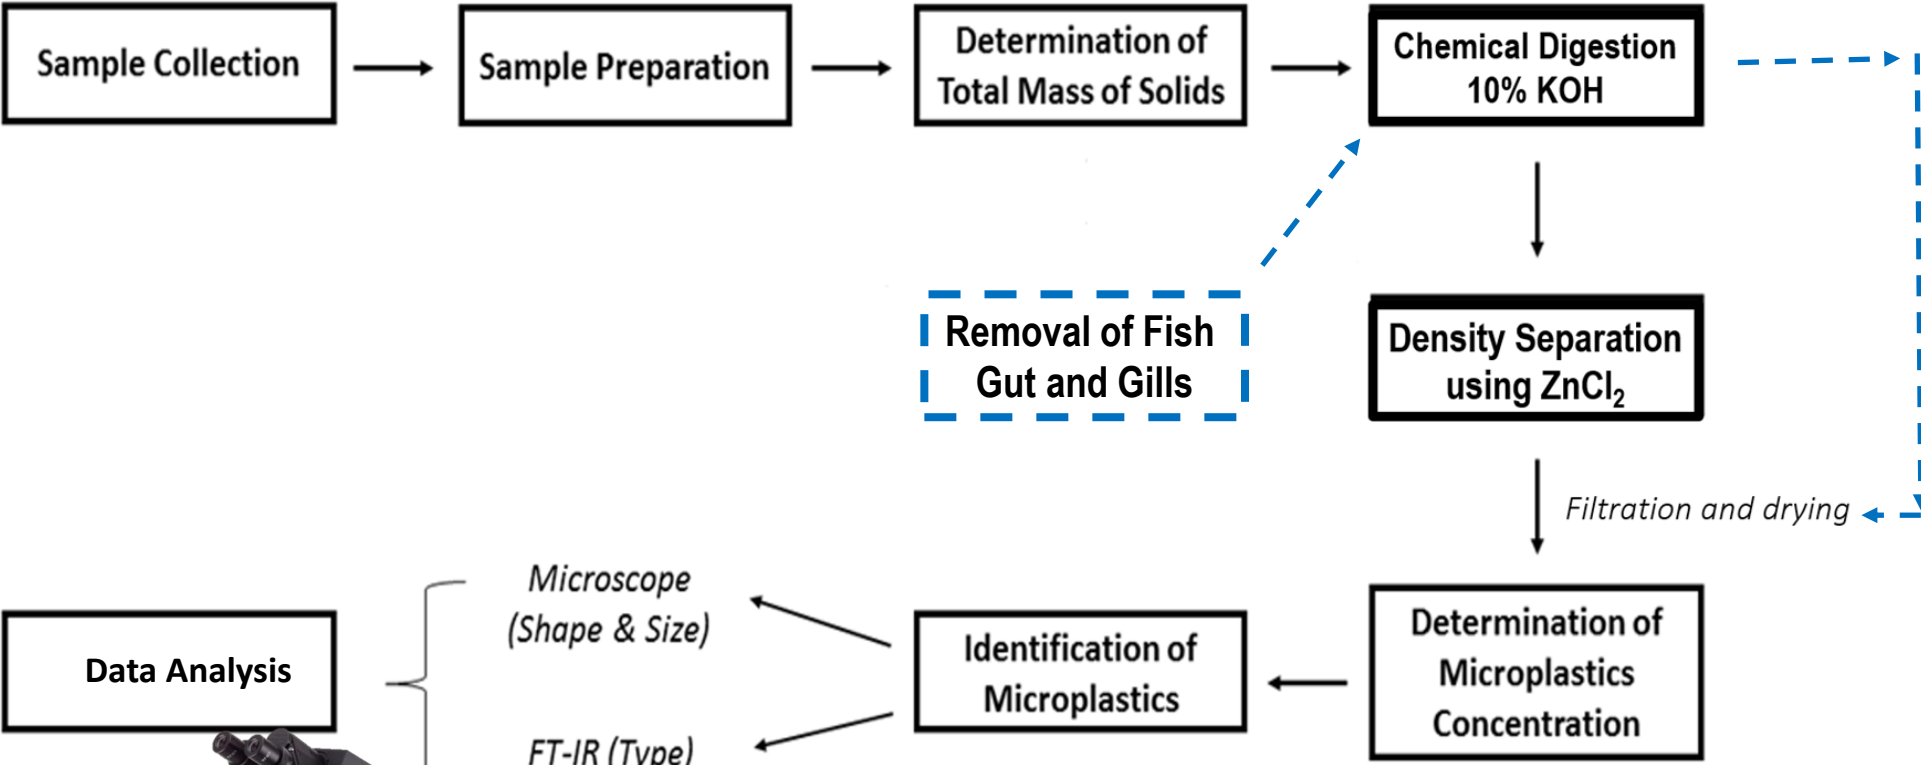 Sample Collection
Sample Preparation
Determination of
Total Mass of Solids
Chemical Digestion
10% KOH
Removal of Fish
Gut and Gills
Density Separation
using ZnCl₂
Filtration and drying
Determination of
Microplastics
Concentration
Identification of
Microplastics
Microscope
(Shape & Size)
FT-IR (Type)
Data Analysis